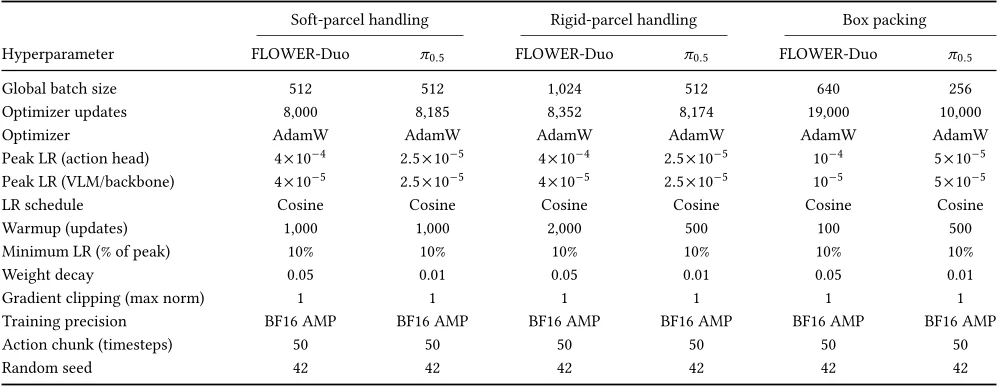 Soft-parcel handling Rigid-parcel handling Box packing
Hyperparameter FLOWER-Duo π0.5 FLOWER-Duo π0.5 FLOWER-Duo π0.5
Global batch size 512 512 1,024 512 640 256
Optimizer updates 8,000 8,185 8,352 8,174 19,000 10,000
Optimizer AdamW AdamW AdamW AdamW AdamW AdamW
Peak LR (action head) 4×10⁻⁴ 2.5×10⁻⁵ 4×10⁻⁴ 2.5×10⁻⁵ 10⁻⁴ 5×10⁻⁵
Peak LR (VLM/backbone) 4×10⁻⁵ 2.5×10⁻⁵ 4×10⁻⁵ 2.5×10⁻⁵ 10⁻⁵ 5×10⁻⁵
LR schedule Cosine Cosine Cosine Cosine Cosine Cosine
Warmup (updates) 1,000 1,000 2,000 500 100 500
Minimum LR (% of peak) 10% 10% 10% 10% 10% 10%
Weight decay 0.05 0.01 0.05 0.01 0.05 0.01
Gradient clipping (max norm) 1 1 1 1 1 1
Training precision BF16 AMP BF16 AMP BF16 AMP BF16 AMP BF16 AMP BF16 AMP
Action chunk (timesteps) 50 50 50 50 50 50
Random seed 42 42 42 42 42 42